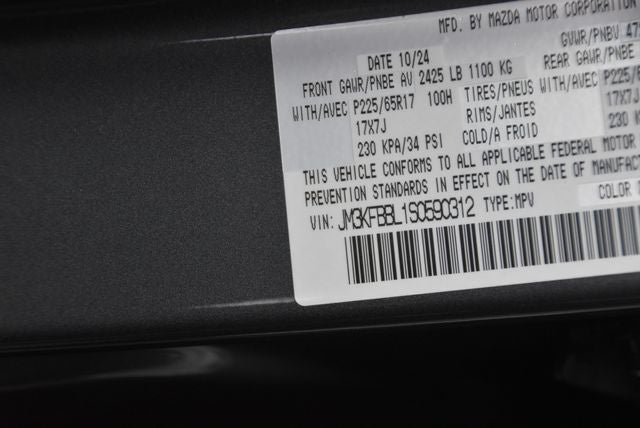 MFD. BY MAZDA MOTOR CORPORATION
DATE 10/24 GVWR/PNBV
FRONT GAWR/PNBE AV 2425 LB 1100 KG REAR GAWR/PNBE
WITH/AVEC P225/65R17 100H TIRES/PNEUS WITH/AVEC P225/65
17X7J RIMS/JANTES 17X7J
230 KPA/34 PSI COLD/A FROID 230
THIS VEHICLE CONFORMS TO ALL APPLICABLE FEDERAL MOTOR
PREVENTION STANDARDS IN EFFECT ON THE DATE OF MANUFAC
VIN: JM3KFBBL1S0590312 TYPE:MPV COLOR